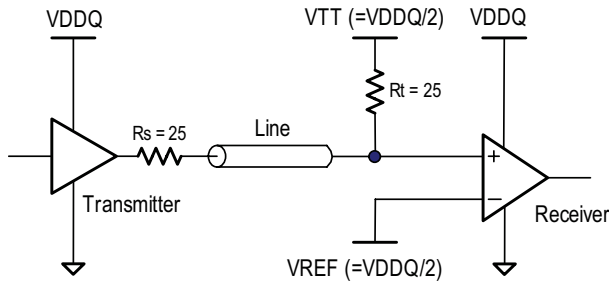 VDDQ
VTT (=VDDQ/2)
VDDQ
Rt = 25
Rs = 25
Line
+
−
Transmitter
Receiver
VREF (=VDDQ/2)